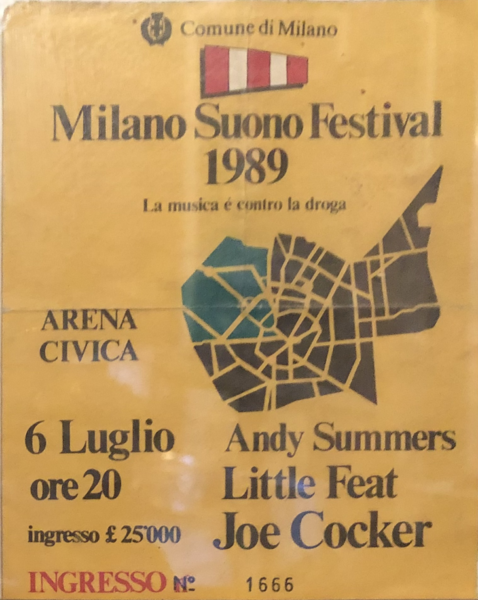 Comune di Milano
Milano Suono Festival
1989
La musica é contro la droga
ARENA
CIVICA
6 Luglio
ore 20
ingresso £ 25'000
Andy Summers
Little Feat
Joe Cocker
INGRESSO Nº 1666